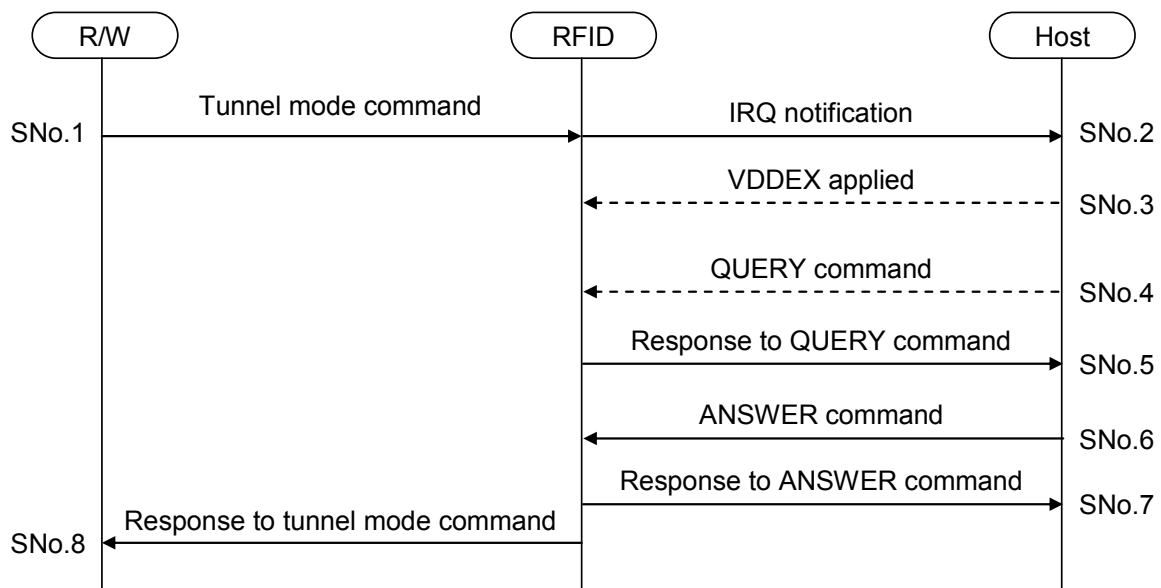 R/W
RFID
Host
Tunnel mode command
IRQ notification
SNo.1
SNo.2
VDDEX applied
SNo.3
QUERY command
SNo.4
Response to QUERY command
SNo.5
ANSWER command
SNo.6
Response to ANSWER command
SNo.7
Response to tunnel mode command
SNo.8